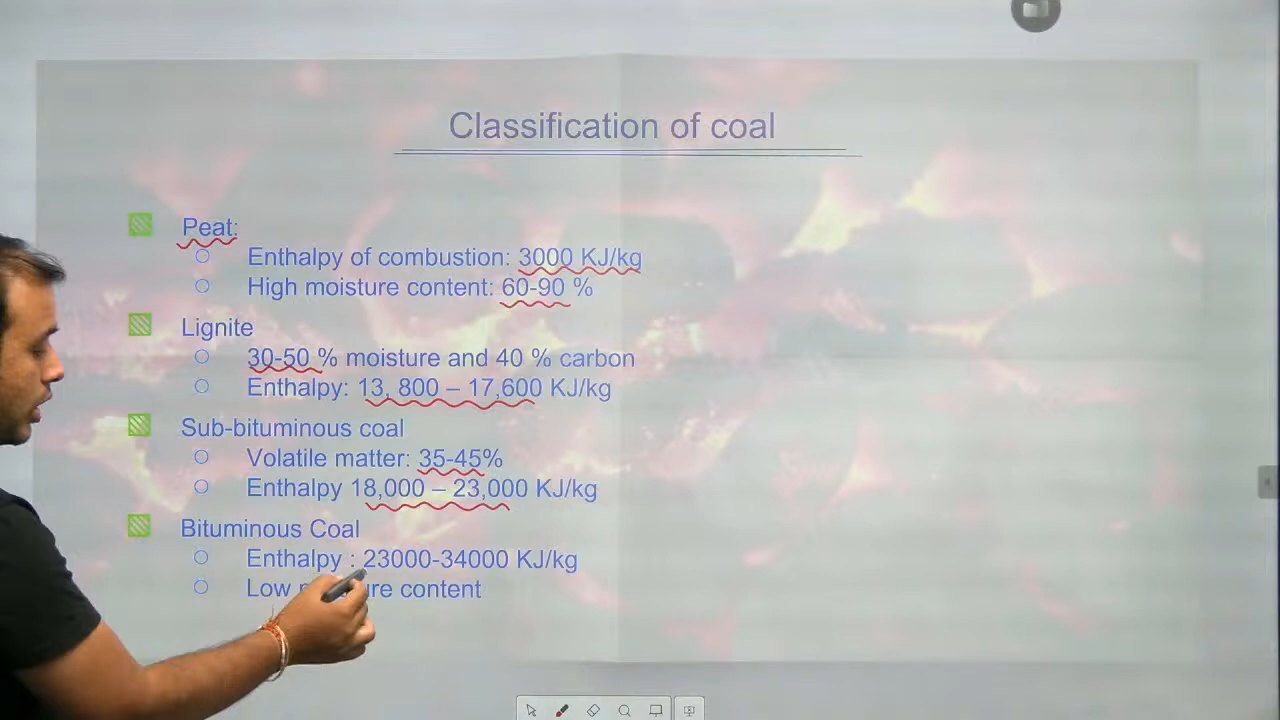 Classification of coal
Peat:
Enthalpy of combustion: 3000 KJ/kg
High moisture content: 60-90 %
Lignite
30-50 % moisture and 40 % carbon
Enthalpy: 13, 800 – 17,600 KJ/kg
Sub-bituminous coal
Volatile matter: 35-45%
Enthalpy 18,000 – 23,000 KJ/kg
Bituminous Coal
Enthalpy : 23000-34000 KJ/kg
Low content